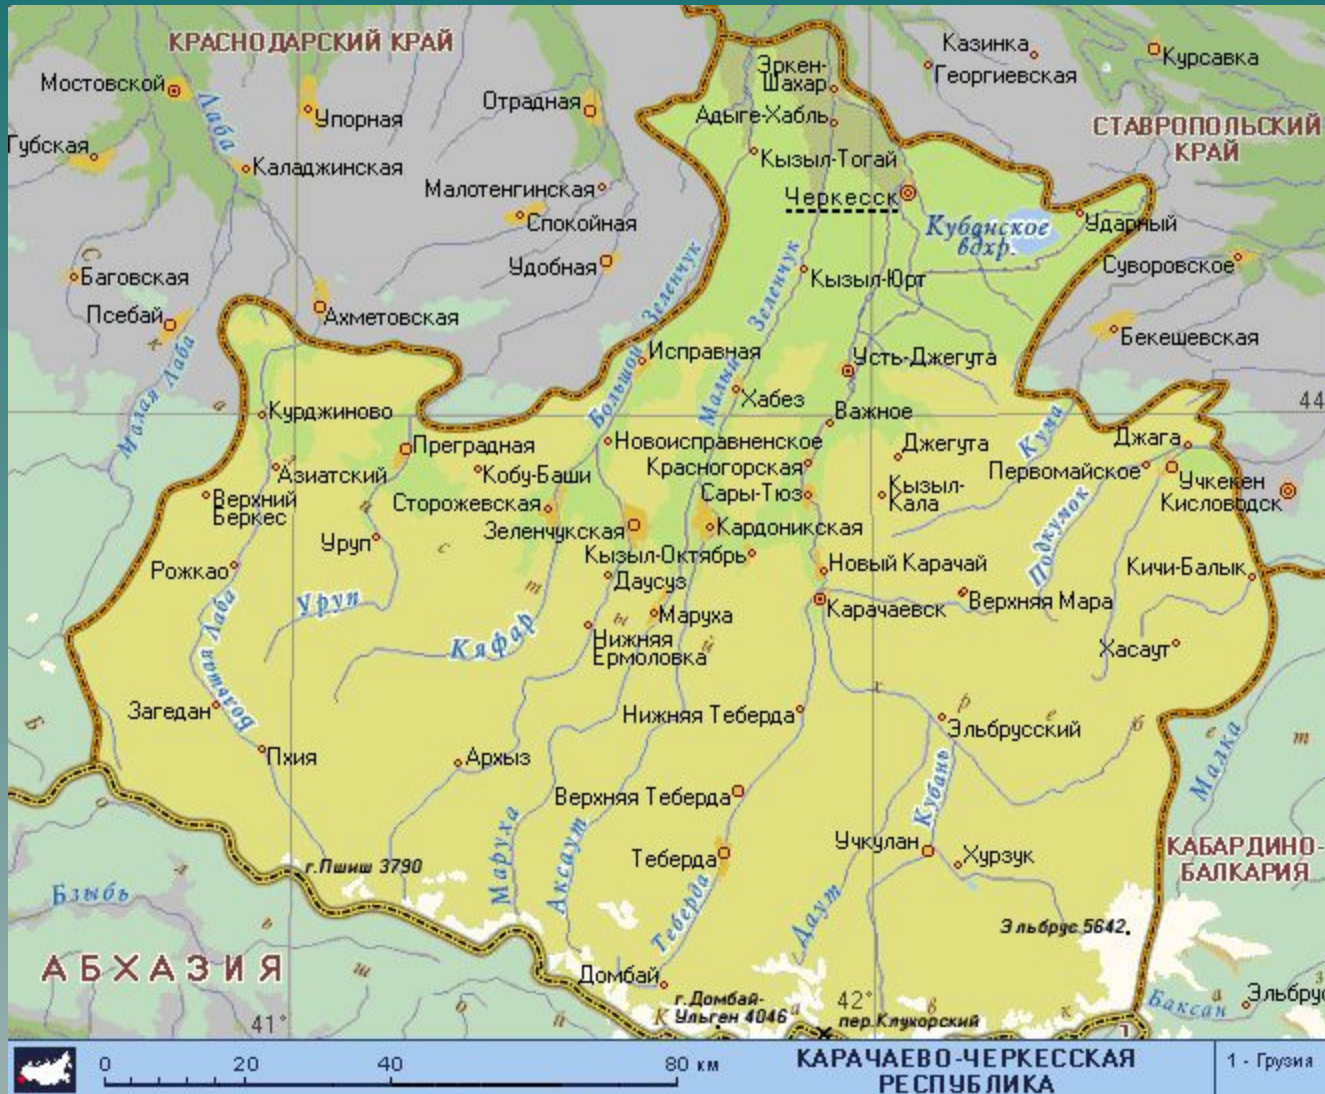 КРАСНОДАРСКИЙ КРАЙ
Казинка
Курсавка
Георгиевская
Мостовской
Эркен-
Шахар
Отрадная
Лаба
Упорная
Адыге-Хабль
СТАВРОПОЛЬСКИЙ
КРАЙ
Губская
Каладжинская
Кызыл-Тогай
Малотенгинская
Черкесск
Спокойная
Кубанское
вдхр.
Ударный
Баговская
Удобная
Зеленчук
Зеленчук
Кызыл-Юрт
Суворовское
Псебай
Ахметовская
Бекешевская
Малая Лаба
Исправная
Усть-Джегута
Большой
Малый
Хабез
44
Курджиново
Важное
Кума
Преградная
Новоисправненское
Джегута
Джага
Азиатский
Кобу-Баши
Красногорская
Первомайское
Учкекен
Верхний
Беркес
Сторожевская
Сары-Тюз
Кызыл-
Кала
Кисловодск
Зеленчукская
Кардоникская
Подкумок
Уруп
Кызыл-Октябрь
Рожкао
Даусуз
Новый Карачай
Кичи-Балык
Уруп
Маруха
Карачаевск
Верхняя Мара
Большая Лаба
Кяфар
Нижняя
Ермоловка
Хасаут
С к а л и с т ы й х р е б е т
Загедан
Нижняя Теберда
Эльбрусский
Пхия
Архыз
Кубань
Малка
Верхняя Теберда
Маруха
Аксаут
Теберда
Учкулан
Хурзук
КАБАРДИНО-
БАЛКАРИЯ
г.Пшиш 3790
Бзыбь
Теберда
Даут
Эльбрус 5642
АБХАЗИЯ
Домбай
Б о л ь ш о й К а в к а з
г.Домбай-
Ульген 4046
42°
пер.Клухорский
Баксан
Эльбрус
41°
1
0 20 40 80 км
КАРАЧАЕВО-ЧЕРКЕССКАЯ
РЕСПУБЛИКА
1 - Грузия